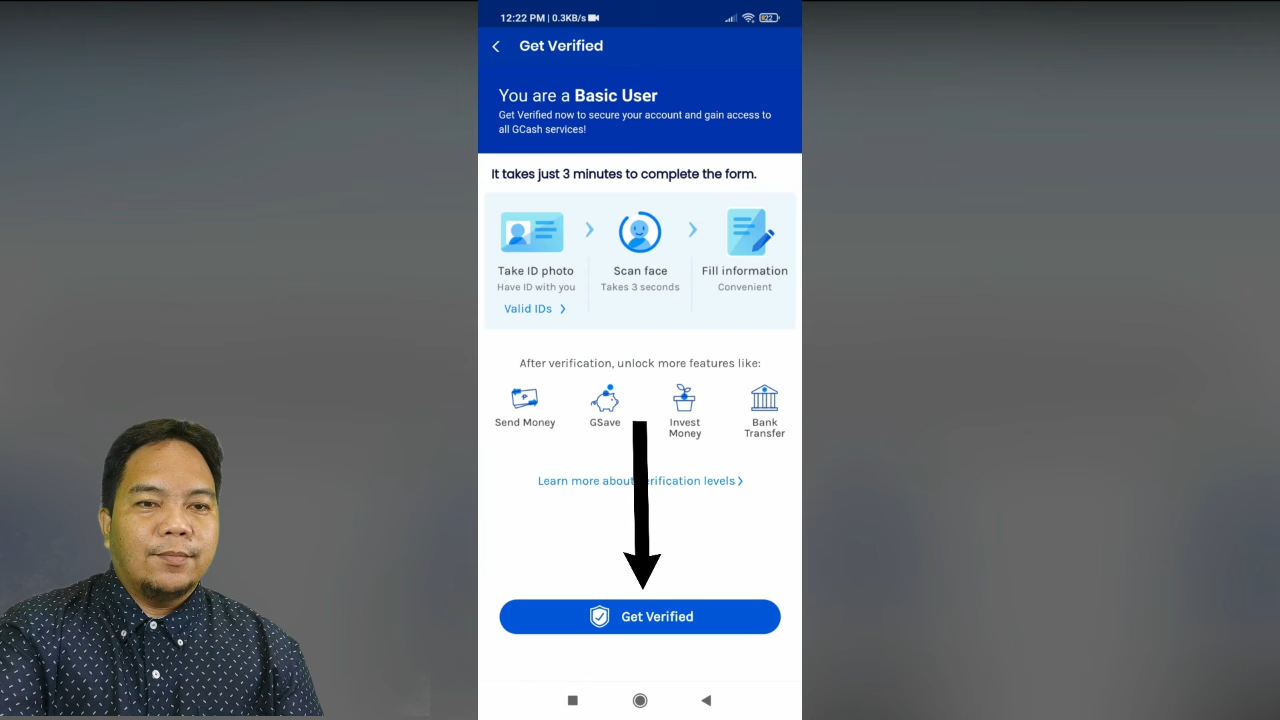 12:22 PM | 0.3KB/s
22
Get Verified
You are a Basic User
Get Verified now to secure your account and gain access to
all GCash services!
It takes just 3 minutes to complete the form.
Take ID photo
Have ID with you
Valid IDs
Scan face
Takes 3 seconds
Fill information
Convenient
After verification, unlock more features like:
Send Money
GSave
Invest
Money
Bank
Transfer
Learn more about verification levels
Get Verified